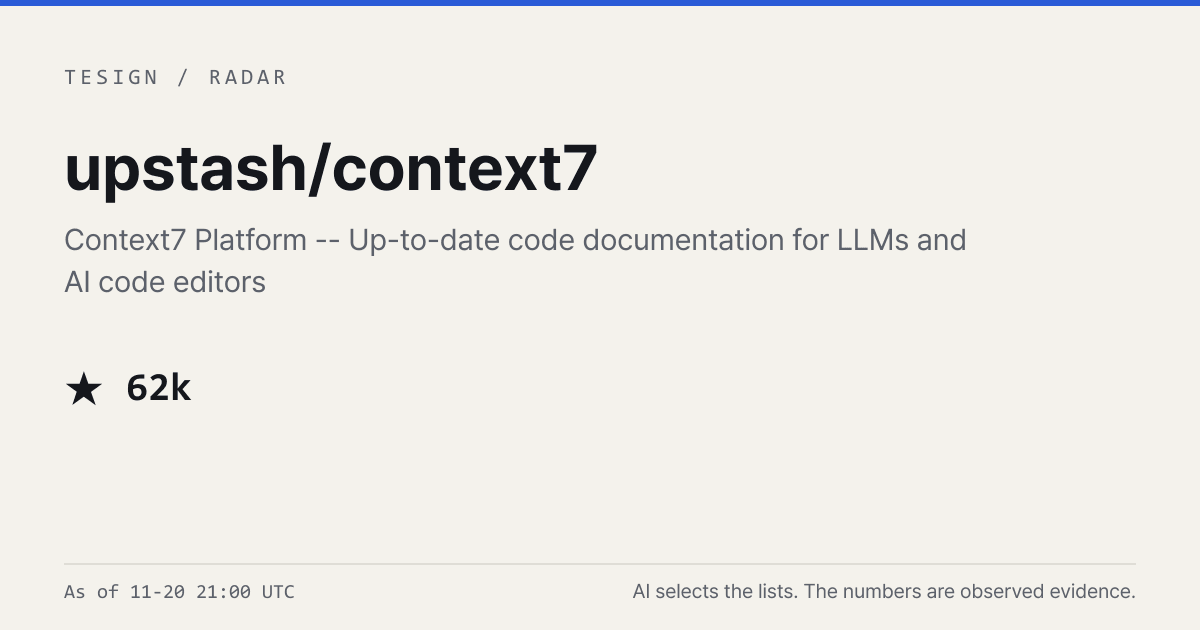 TESIGN / RADAR
upstash/context7
Context7 Platform -- Up-to-date code documentation for LLMs and
AI code editors
★ 62k
As of 11-20 21:00 UTC
AI selects the lists. The numbers are observed evidence.